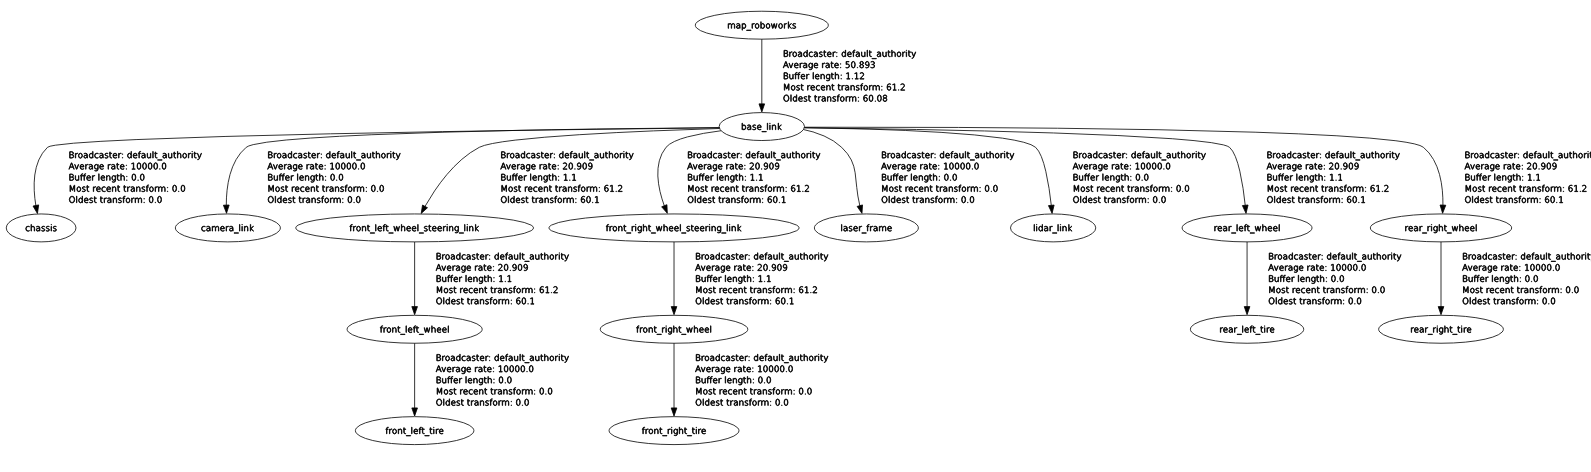 map_roboworks
Broadcaster: default_authority
Average rate: 50.893
Buffer length: 1.12
Most recent transform: 61.2
Oldest transform: 60.08
base_link
Broadcaster: default_authority
Average rate: 10000.0
Buffer length: 0.0
Most recent transform: 0.0
Oldest transform: 0.0
Broadcaster: default_authority
Average rate: 10000.0
Buffer length: 0.0
Most recent transform: 0.0
Oldest transform: 0.0
Broadcaster: default_authority
Average rate: 20.909
Buffer length: 1.1
Most recent transform: 61.2
Oldest transform: 60.1
Broadcaster: default_authority
Average rate: 20.909
Buffer length: 1.1
Most recent transform: 61.2
Oldest transform: 60.1
Broadcaster: default_authority
Average rate: 10000.0
Buffer length: 0.0
Most recent transform: 0.0
Oldest transform: 0.0
Broadcaster: default_authority
Average rate: 10000.0
Buffer length: 0.0
Most recent transform: 0.0
Oldest transform: 0.0
Broadcaster: default_authority
Average rate: 20.909
Buffer length: 1.1
Most recent transform: 61.2
Oldest transform: 60.1
Broadcaster: default_authorit
Average rate: 20.909
Buffer length: 1.1
Most recent transform: 61.2
Oldest transform: 60.1
chassis
camera_link
front_left_wheel_steering_link
front_right_wheel_steering_link
laser_frame
lidar_link
rear_left_wheel
rear_right_wheel
Broadcaster: default_authority
Average rate: 20.909
Buffer length: 1.1
Most recent transform: 61.2
Oldest transform: 60.1
Broadcaster: default_authority
Average rate: 20.909
Buffer length: 1.1
Most recent transform: 61.2
Oldest transform: 60.1
Broadcaster: default_authority
Average rate: 10000.0
Buffer length: 0.0
Most recent transform: 0.0
Oldest transform: 0.0
Broadcaster: default_authorit
Average rate: 10000.0
Buffer length: 0.0
Most recent transform: 0.0
Oldest transform: 0.0
front_left_wheel
front_right_wheel
rear_left_tire
rear_right_tire
Broadcaster: default_authority
Average rate: 10000.0
Buffer length: 0.0
Most recent transform: 0.0
Oldest transform: 0.0
Broadcaster: default_authority
Average rate: 10000.0
Buffer length: 0.0
Most recent transform: 0.0
Oldest transform: 0.0
front_left_tire
front_right_tire